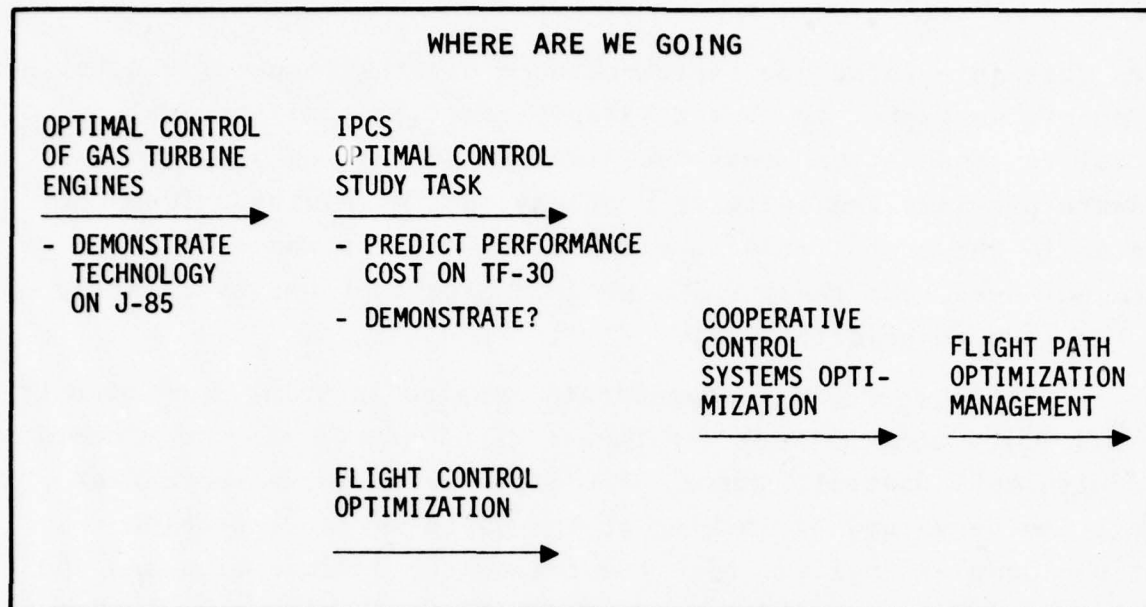 WHERE ARE WE GOING
OPTIMAL CONTROL
OF GAS TURBINE
ENGINES
- DEMONSTRATE
TECHNOLOGY
ON J-85
IPCS
OPTIMAL CONTROL
STUDY TASK
- PREDICT PERFORMANCE
COST ON TF-30
- DEMONSTRATE?
COOPERATIVE
CONTROL
SYSTEMS OPTI-
MIZATION
FLIGHT PATH
OPTIMIZATION
MANAGEMENT
FLIGHT CONTROL
OPTIMIZATION